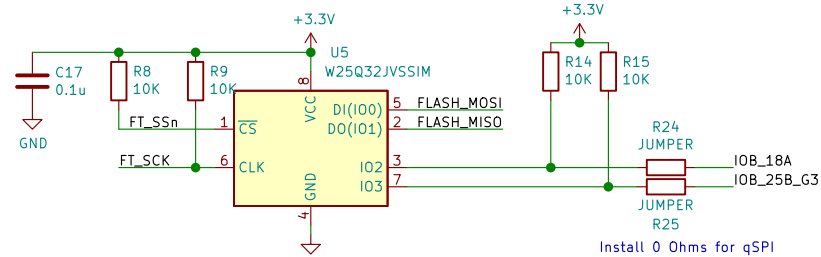 +3.3V
+3.3V
U5
W25Q32JVSSIM
C17
0.1u
GND
R8
10K
R9
10K
R14
10K
R15
10K
8
VCC
DI(IO0)
5
FLASH_MOSI
DO(IO1)
2
FLASH_MISO
FT_SSn
1
CS
FT_SCK
6
CLK
IO2
3
IO3
7
GND
4
R24
JUMPER
IOB_18A
IOB_25B_G3
JUMPER
R25
Install 0 Ohms for qSPI